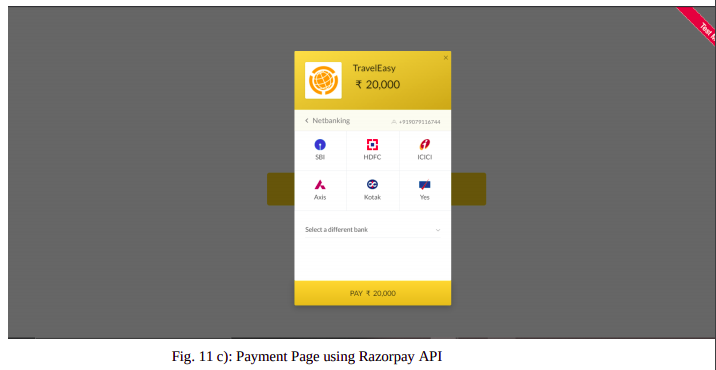 Test
×
TravelEasy
₹ 20,000
< Netbanking
+919079116744
SBI HDFC ICICI
Axis Kotak Yes
Select a different bank
PAY ₹ 20,000
Fig. 11 c): Payment Page using Razorpay API